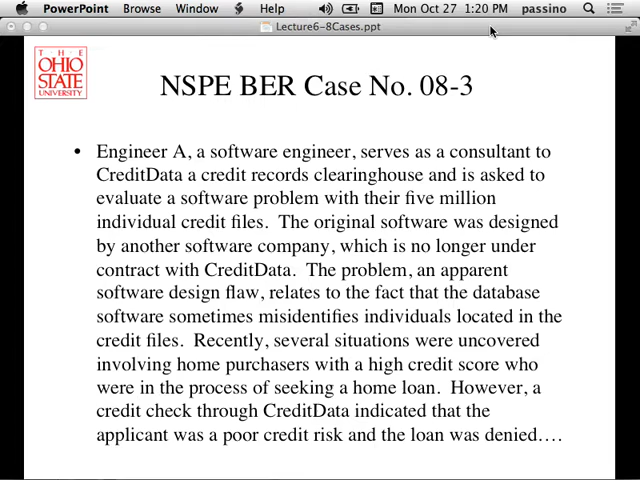 PowerPoint Browse Window Help Mon Oct 27 1:20 PM passino
Lecture6-8Cases.ppt
T·H·E
OHIO
STATE
UNIVERSITY
NSPE BER Case No. 08-3
• Engineer A, a software engineer, serves as a consultant to
CreditData a credit records clearinghouse and is asked to
evaluate a software problem with their five million
individual credit files. The original software was designed
by another software company, which is no longer under
contract with CreditData. The problem, an apparent
software design flaw, relates to the fact that the database
software sometimes misidentifies individuals located in the
credit files. Recently, several situations were uncovered
involving home purchasers with a high credit score who
were in the process of seeking a home loan. However, a
credit check through CreditData indicated that the
applicant was a poor credit risk and the loan was denied….